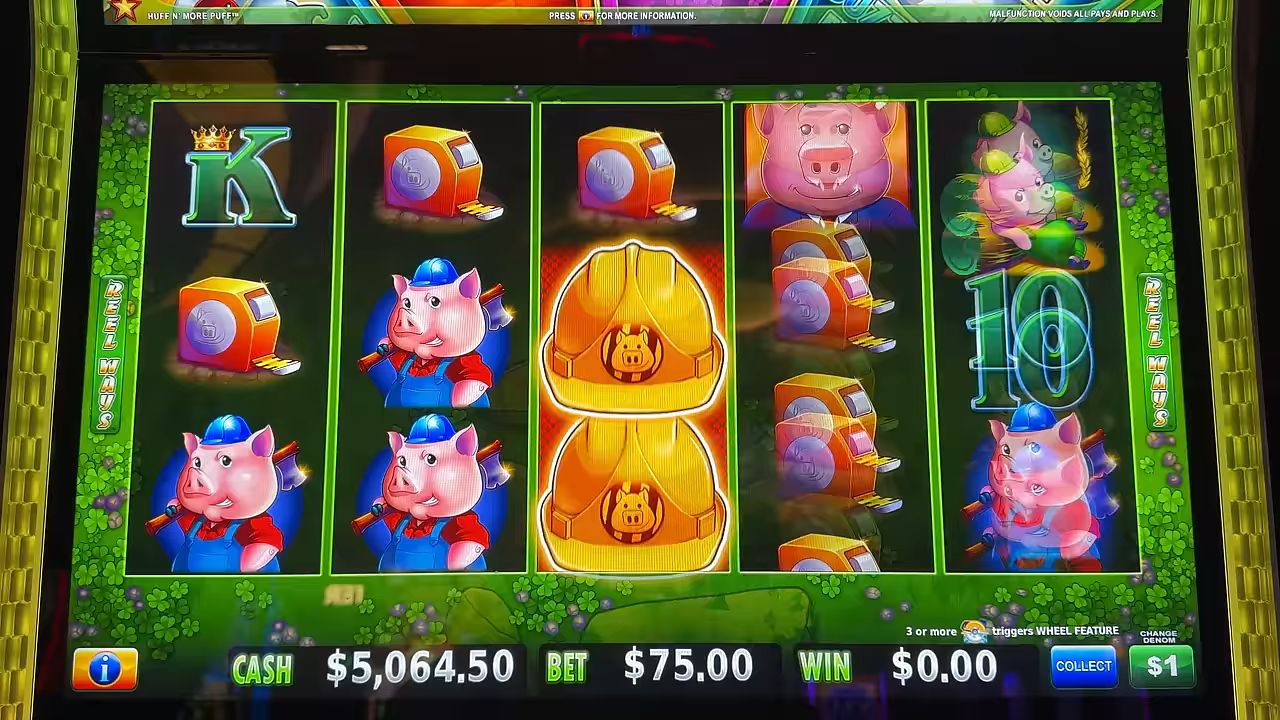 HUFF N' MORE PUFF™
PRESS i FOR MORE INFORMATION.
MALFUNCTION VOIDS ALL PAYS AND PLAYS.
K
10
REEL WAYS
REEL WAYS
3 or more triggers WHEEL FEATURE
CHANGE
DENOM
i
CASH $5,064.50
BET $75.00
WIN $0.00
COLLECT
$1